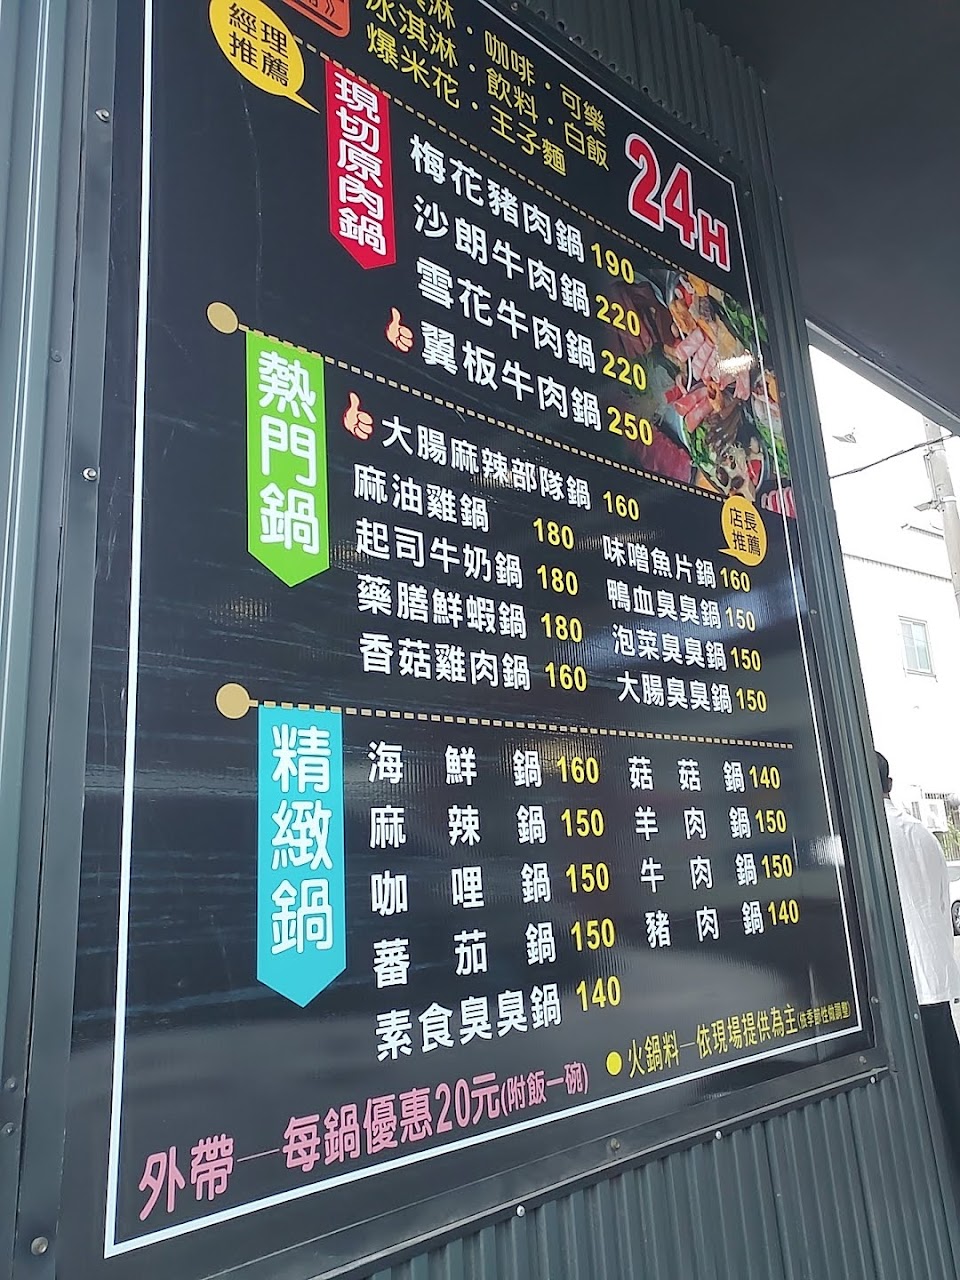 咖啡．可樂
冰淇淋．飲料．白飯
爆米花．王子麵
經理
推薦
24H
現切原肉鍋
梅花豬肉鍋 190
沙朗牛肉鍋 220
雪花牛肉鍋 220
翼板牛肉鍋 250
熱門鍋
大腸麻辣部隊鍋 160
麻油雞鍋 180
起司牛奶鍋 180
藥膳鮮蝦鍋 180
香菇雞肉鍋 160
店長
推薦
味噌魚片鍋 160
鴨血臭臭鍋 150
泡菜臭臭鍋 150
大腸臭臭鍋 150
精緻鍋
海鮮鍋 160
麻辣鍋 150
咖哩鍋 150
蕃茄鍋 150
素食臭臭鍋 140
菇菇鍋 140
羊肉鍋 150
牛肉鍋 150
豬肉鍋 140
●火鍋料—依現場提供為主(依季節性做調整)
外帶—每鍋優惠20元(附飯一碗)